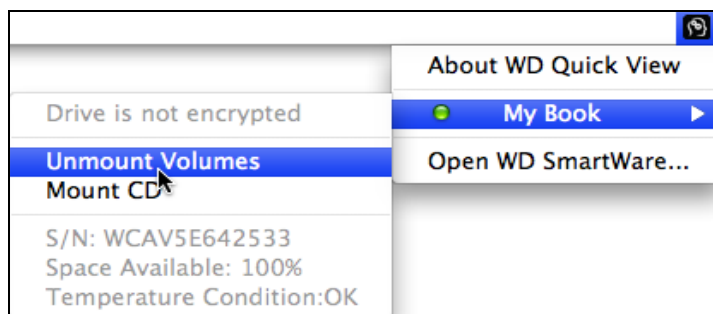 About WD Quick View
My Book
Open WD SmartWare...
Drive is not encrypted
Unmount Volumes
Mount CD
S/N: WCAV5E642533
Space Available: 100%
Temperature Condition:OK